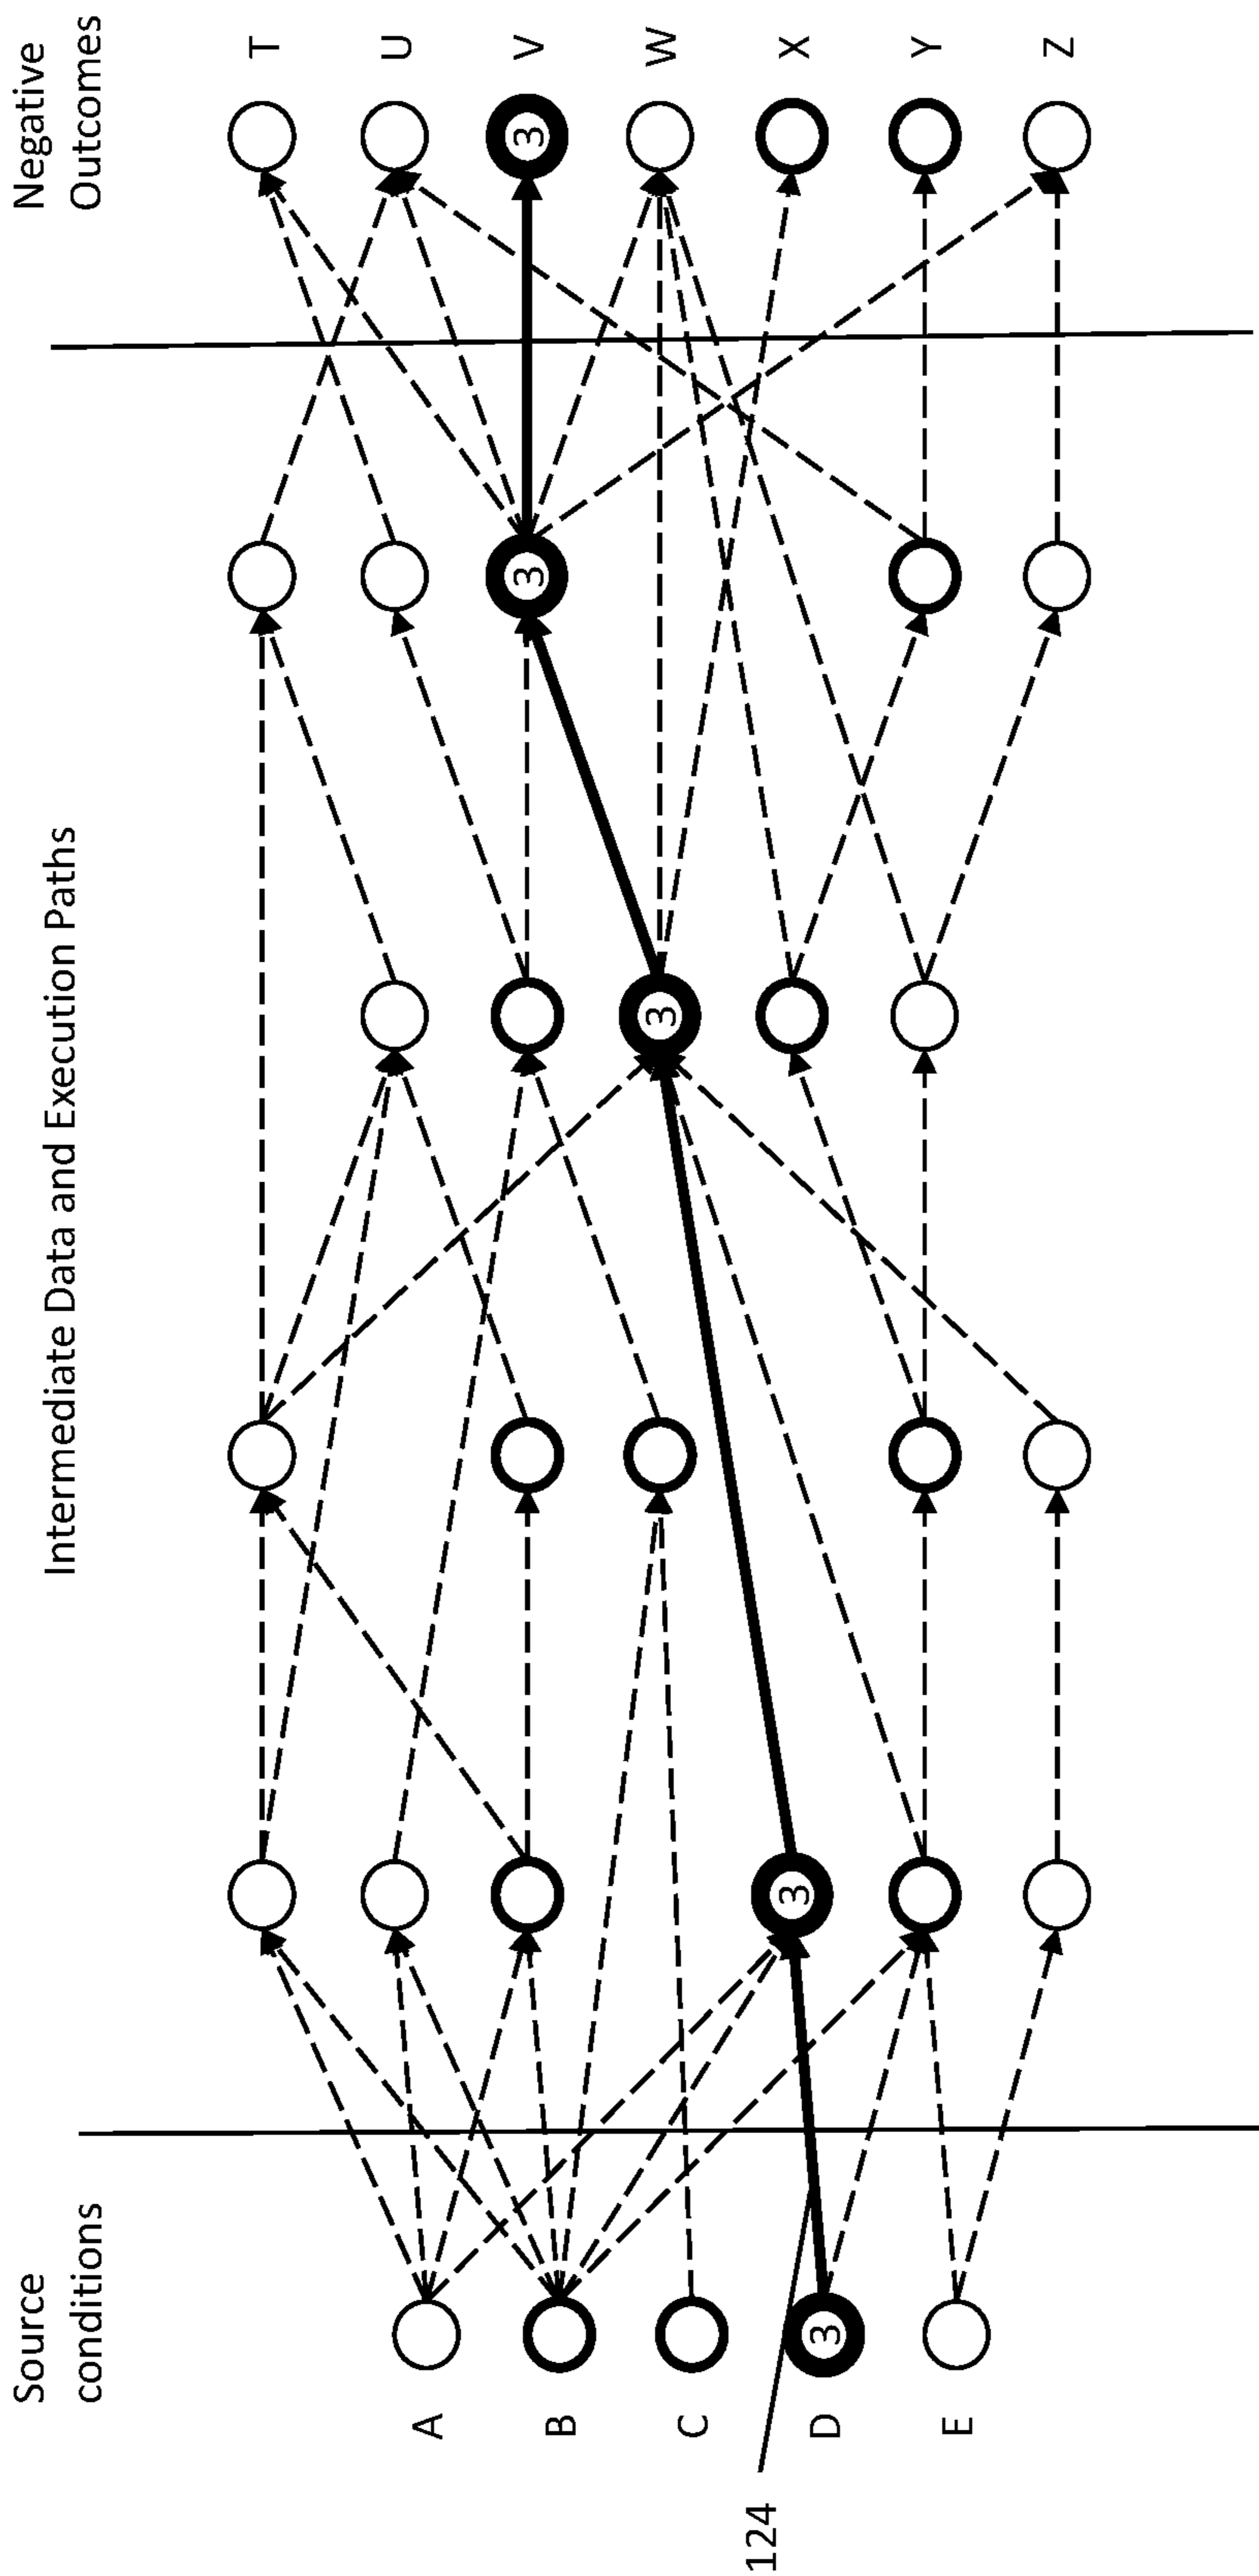 Source
conditions
Intermediate Data and Execution Paths
Negative
Outcomes
A
B
C
D
E
3
3
3
3
3
T
U
V
W
X
Y
Z
124